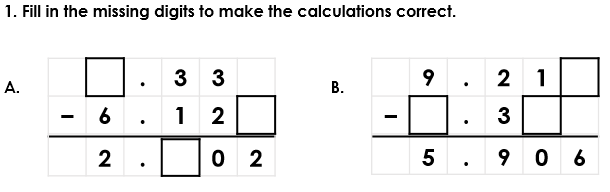 1. Fill in the missing digits to make the calculations correct.
A.
□ . 3 3
- 6 . 1 2 □
2 . □ 0 2
B.
9 . 2 1 □
- □ . 3 □
5 . 9 0 6